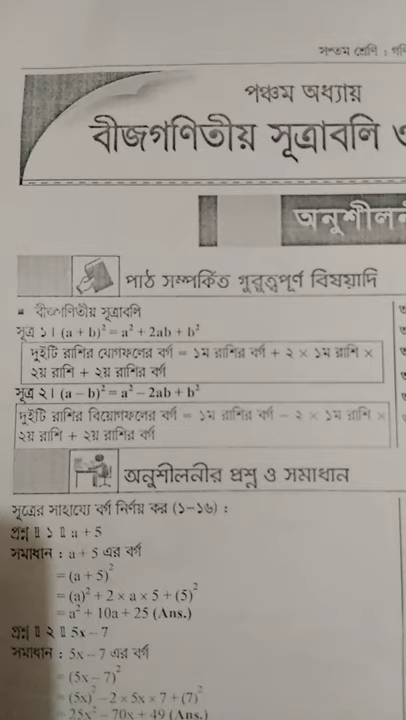 সপ্তম শ্রেণি : গণি
পঞ্চম অধ্যায়
বীজগণিতীয় সূত্রাবলি ও
অনুশীলন
পাঠ সম্পর্কিত গুরুত্বপূর্ণ বিষয়াদি
বীজগণিতীয় সূত্রাবলি
সূত্র ১। (a + b)² = a² + 2ab + b²
দুইটি রাশির যোগফলের বর্গ = ১ম রাশির বর্গ + ২ × ১ম রাশি ×
২য় রাশি + ২য় রাশির বর্গ
সূত্র ২। (a – b)² = a² – 2ab + b²
দুইটি রাশির বিয়োগফলের বর্গ = ১ম রাশির বর্গ – ২ × ১ম রাশি ×
২য় রাশি + ২য় রাশির বর্গ
অনুশীলনীর প্রশ্ন ও সমাধান
সূত্রের সাহায্যে বর্গ নির্ণয় কর (১–১৬) :
প্রশ্ন ॥ ১ ॥ a + 5
সমাধান : a + 5 এর বর্গ
= (a + 5)²
= (a)² + 2 × a × 5 + (5)²
= a² + 10a + 25 (Ans.)
প্রশ্ন ॥ ২ ॥ 5x – 7
সমাধান : 5x – 7 এর বর্গ
= (5x – 7)²
= (5x)² – 2 × 5x × 7 + (7)²
= 25x² – 70x + 49 (Ans.)